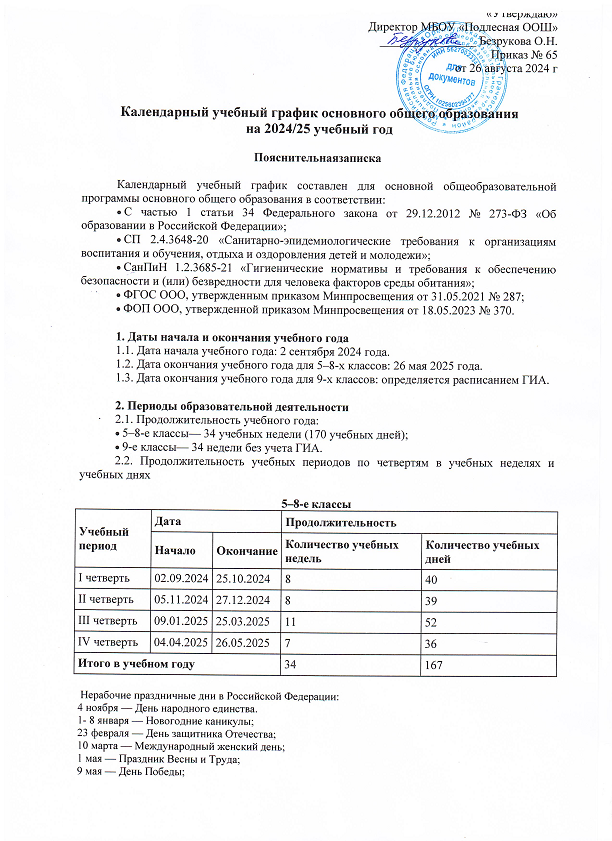 «Утверждаю»
Директор МБОУ «Подлесная ООШ»
Безрукова О.Н.
Приказ № 65
от 26 августа 2024 г
для
документов
Календарный учебный график основного общего образования
на 2024/25 учебный год
Пояснительнаязаписка
Календарный учебный график составлен для основной общеобразовательной
программы основного общего образования в соответствии:
• С частью 1 статьи 34 Федерального закона от 29.12.2012 № 273-ФЗ «Об
образовании в Российской Федерации»;
• СП 2.4.3648-20 «Санитарно-эпидемиологические требования к организациям
воспитания и обучения, отдыха и оздоровления детей и молодежи»;
• СанПиН 1.2.3685-21 «Гигиенические нормативы и требования к обеспечению
безопасности и (или) безвредности для человека факторов среды обитания»;
• ФГОС ООО, утвержденным приказом Минпросвещения от 31.05.2021 № 287;
• ФОП ООО, утвержденной приказом Минпросвещения от 18.05.2023 № 370.
1. Даты начала и окончания учебного года
1.1. Дата начала учебного года: 2 сентября 2024 года.
1.2. Дата окончания учебного года для 5–8-х классов: 26 мая 2025 года.
1.3. Дата окончания учебного года для 9-х классов: определяется расписанием ГИА.
2. Периоды образовательной деятельности
2.1. Продолжительность учебного года:
• 5–8-е классы— 34 учебных недели (170 учебных дней);
• 9-е классы— 34 недели без учета ГИА.
2.2. Продолжительность учебных периодов по четвертям в учебных неделях и
учебных днях
5–8-е классы
Учебный период Дата Продолжительность
Начало Окончание Количество учебных недель Количество учебных дней
I четверть 02.09.2024 25.10.2024 8 40
II четверть 05.11.2024 27.12.2024 8 39
III четверть 09.01.2025 25.03.2025 11 52
IV четверть 04.04.2025 26.05.2025 7 36
Итого в учебном году 34 167
Нерабочие праздничные дни в Российской Федерации:
4 ноября — День народного единства.
1- 8 января — Новогодние каникулы;
23 февраля — День защитника Отечества;
10 марта — Международный женский день;
1 мая — Праздник Весны и Труда;
9 мая — День Победы;